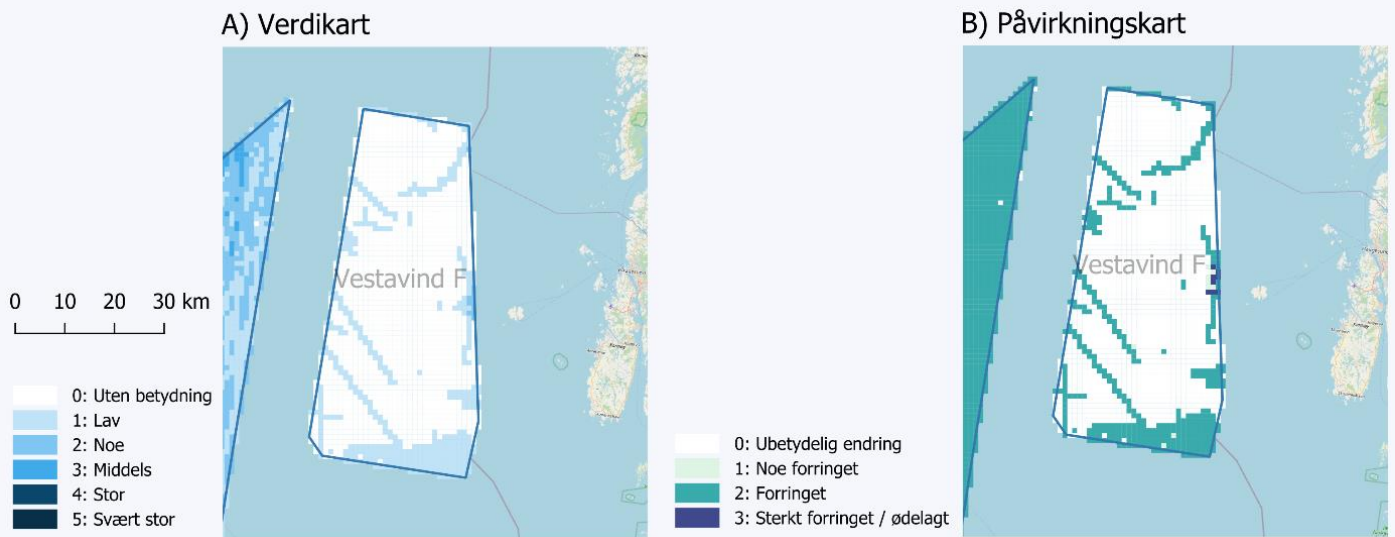 A) Verdikart
B) Påvirkningskart
Vestavind F
Vestavind F
0 10 20 30 km
0: Uten betydning
1: Lav
2: Noe
3: Middels
4: Stor
5: Svært stor
0: Ubetydelig endring
1: Noe forringet
2: Forringet
3: Sterkt forringet / ødelagt